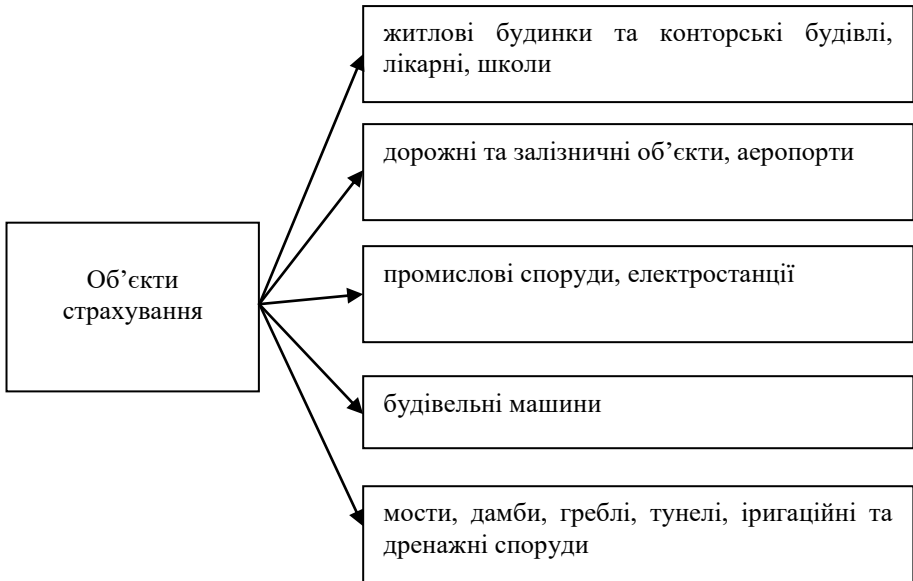 житлові будинки та конторські будівлі,
лікарні, школи
дорожні та залізничні об’єкти, аеропорти
Об’єкти
страхування
промислові споруди, електростанції
будівельні машини
мости, дамби, греблі, тунелі, іригаційні та
дренажні споруди